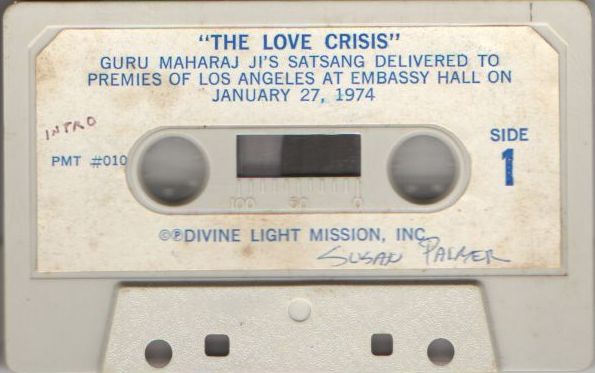 "THE LOVE CRISIS"
GURU MAHARAJ JI'S SATSANG DELIVERED TO
PREMIES OF LOS ANGELES AT EMBASSY HALL ON
JANUARY 27, 1974
INTRO
PMT #010
SIDE
1
100 50 0
©℗DIVINE LIGHT MISSION, INC.
SUSAN PALMER